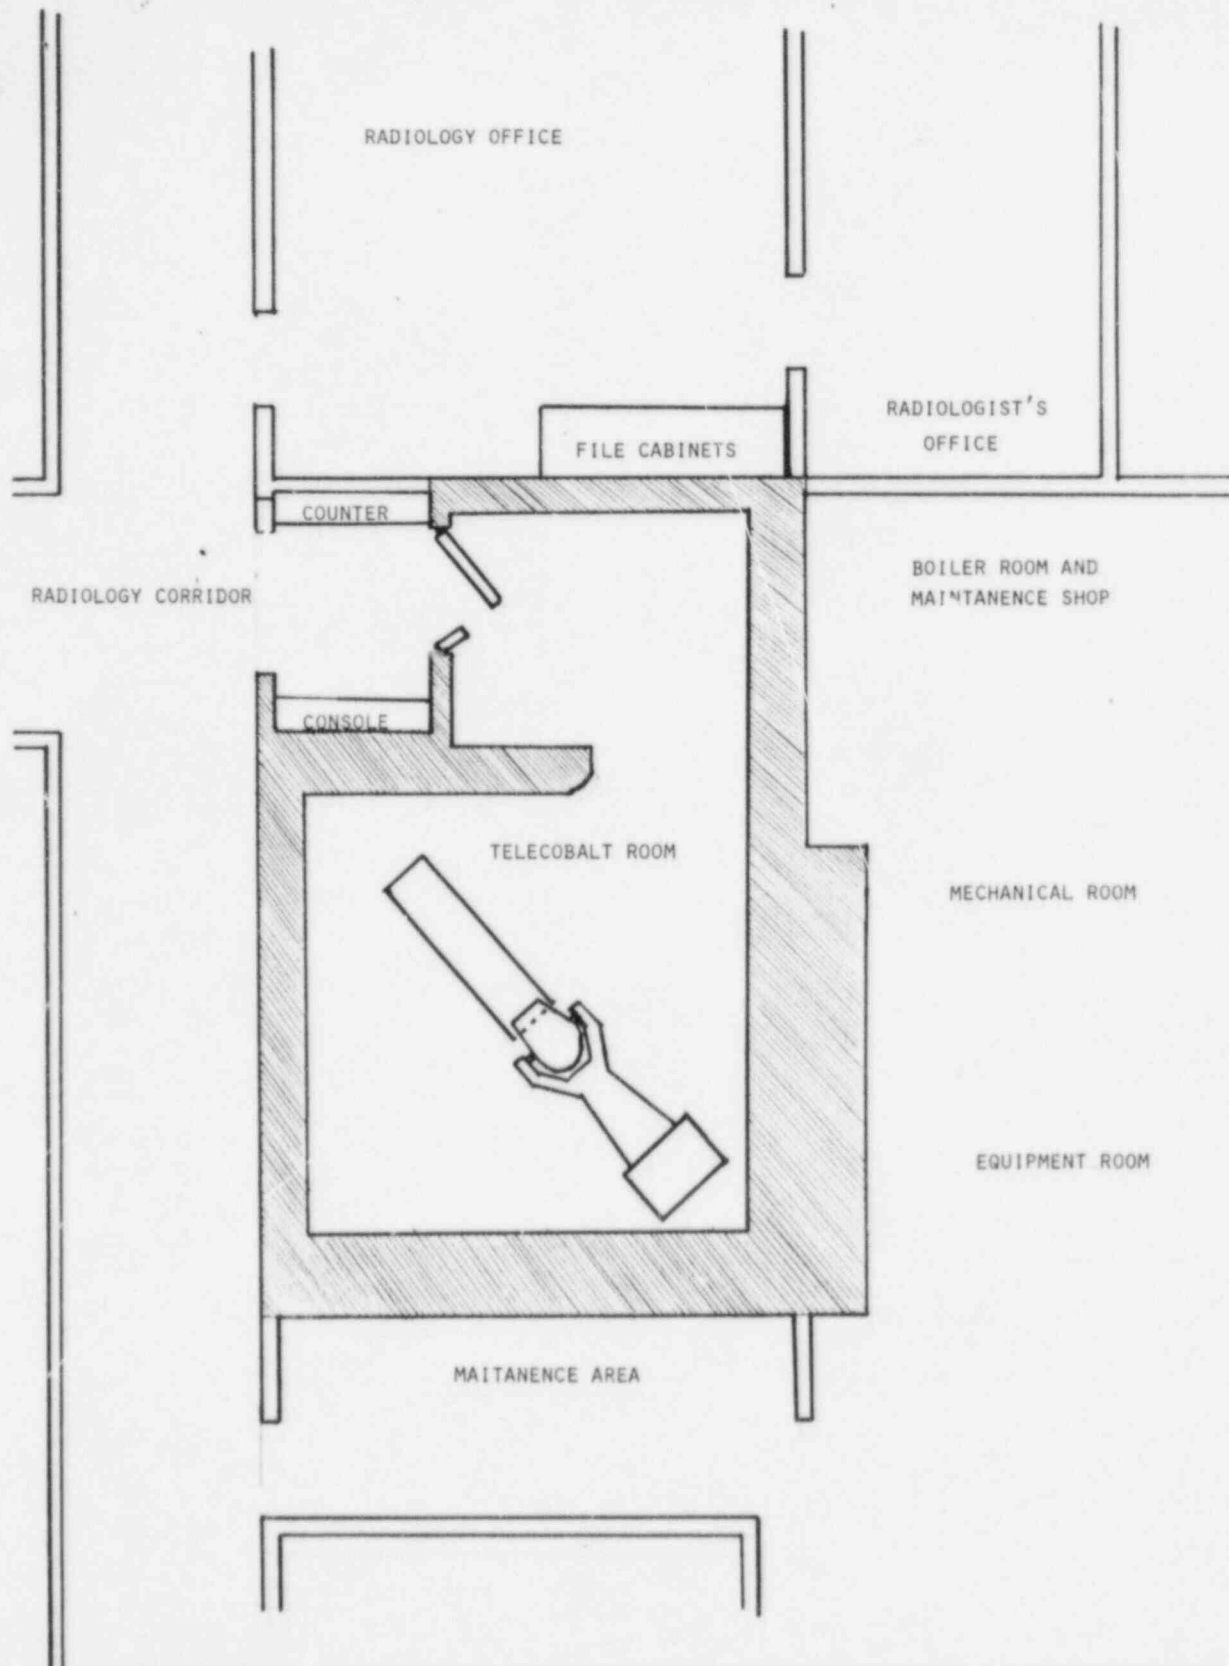 RADIOLOGY OFFICE
RADIOLOGIST'S
OFFICE
FILE CABINETS
COUNTER
RADIOLOGY CORRIDOR
BOILER ROOM AND
MAINTANENCE SHOP
CONSOLE
TELECOBALT ROOM
MECHANICAL ROOM
EQUIPMENT ROOM
MAITANENCE AREA